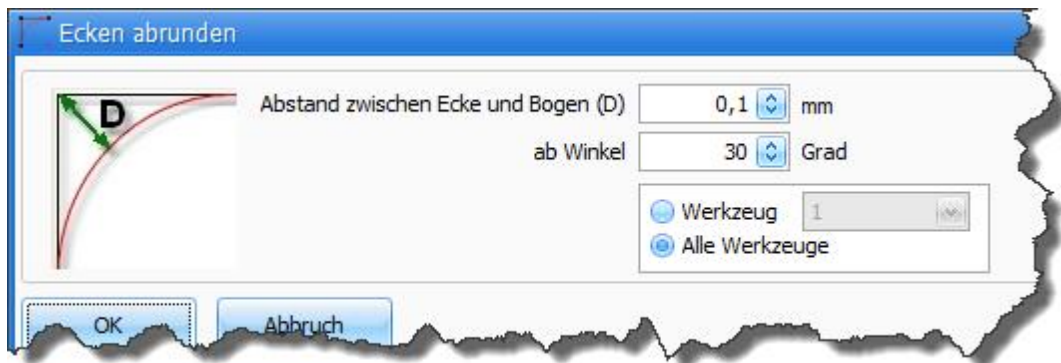 Ecken abrunden
D
Abstand zwischen Ecke und Bogen (D) 0,1 mm
ab Winkel 30 Grad
Werkzeug 1
Alle Werkzeuge
OK Abbruch